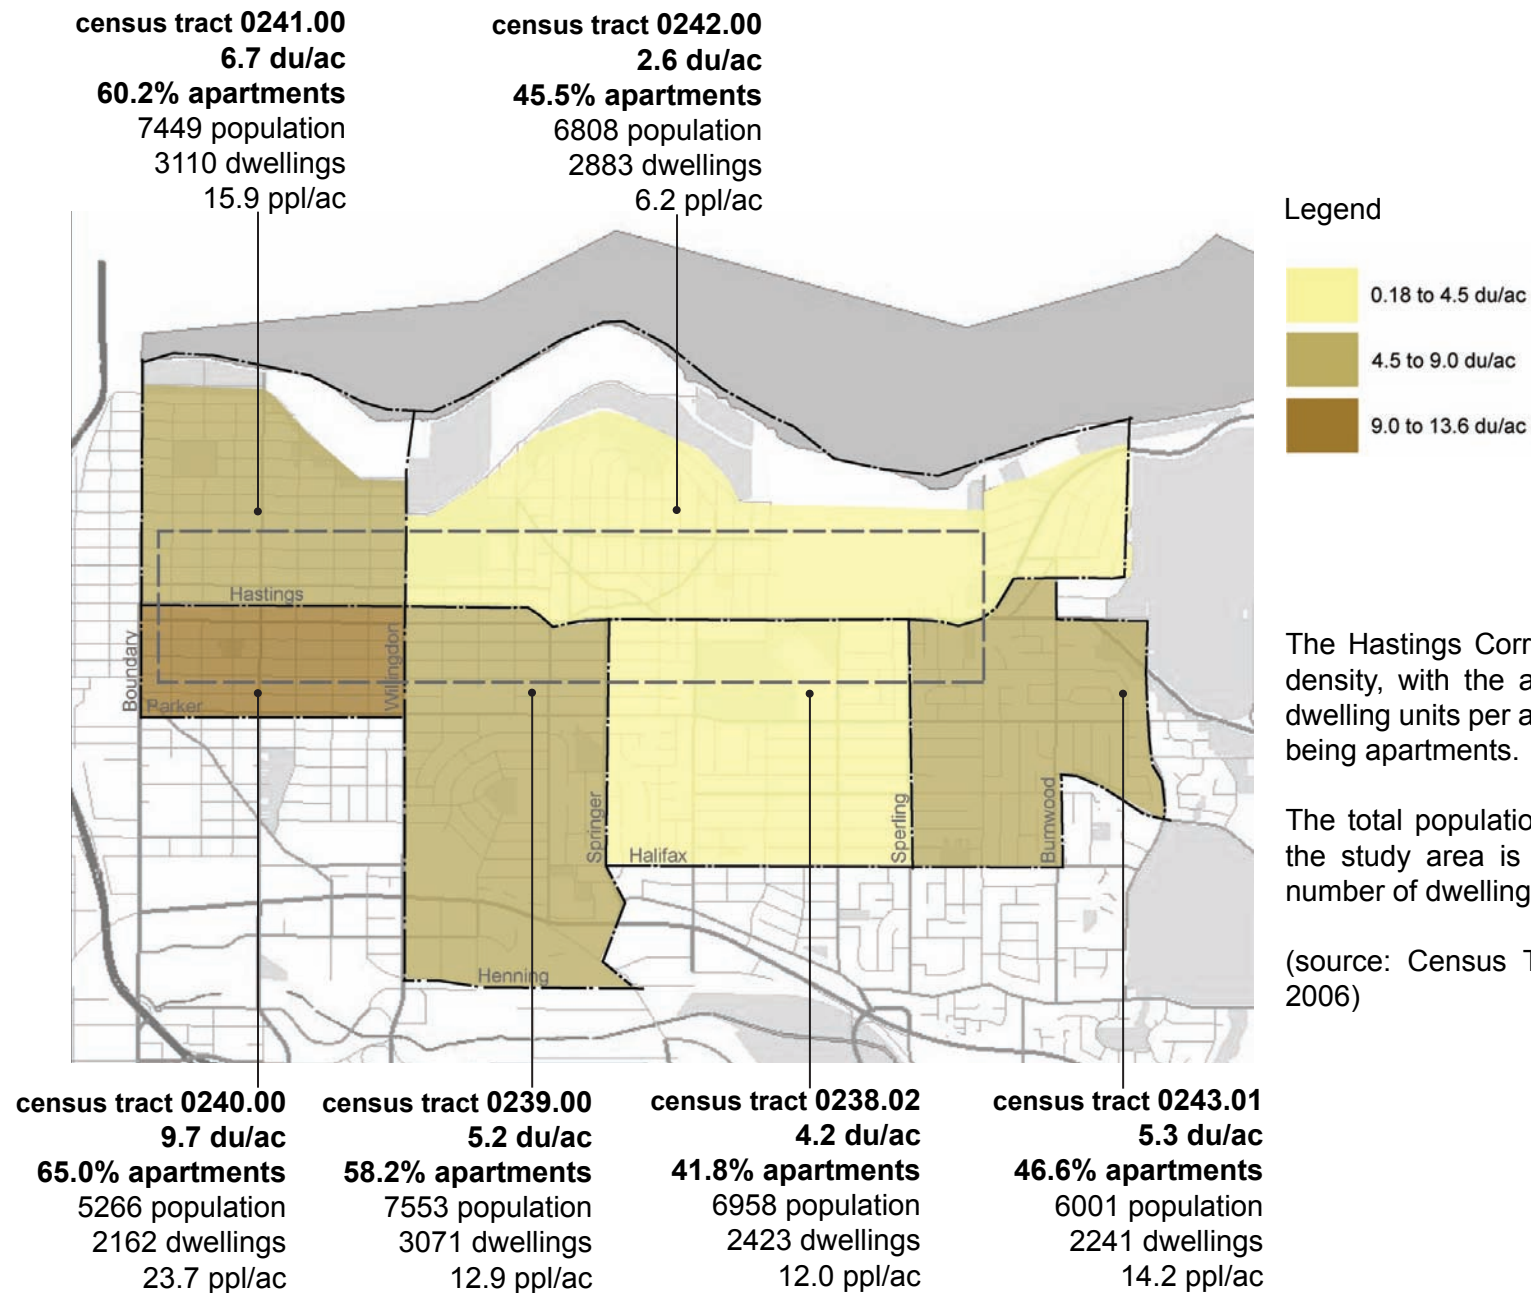 census tract 0241.00
6.7 du/ac
60.2% apartments
7449 population
3110 dwellings
15.9 ppl/ac
census tract 0242.00
2.6 du/ac
45.5% apartments
6808 population
2883 dwellings
6.2 ppl/ac
Legend
0.18 to 4.5 du/ac
4.5 to 9.0 du/ac
9.0 to 13.6 du/ac
Hastings
Boundary
Parker
Willingdon
Springer
Halifax
Sperling
Burnwood
Henning
The Hastings Corr
density, with the a
dwelling units per a
being apartments.
The total populatio
the study area is
number of dwelling
(source: Census T
2006)
census tract 0240.00
9.7 du/ac
65.0% apartments
5266 population
2162 dwellings
23.7 ppl/ac
census tract 0239.00
5.2 du/ac
58.2% apartments
7553 population
3071 dwellings
12.9 ppl/ac
census tract 0238.02
4.2 du/ac
41.8% apartments
6958 population
2423 dwellings
12.0 ppl/ac
census tract 0243.01
5.3 du/ac
46.6% apartments
6001 population
2241 dwellings
14.2 ppl/ac